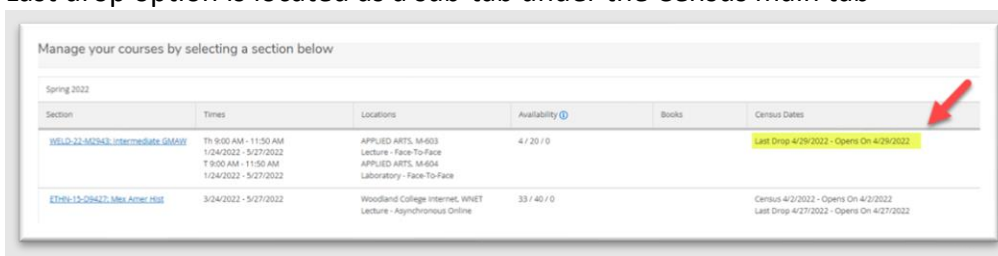 Last drop option is located as a sub-tab under the Census main tab
Manage your courses by selecting a section below
Spring 2022
Section Times Locations Availability Books Census Dates
WELD-22-M2943: Intermediate GMAW Th 9:00 AM - 11:50 AM APPLIED ARTS, M-603 4 / 20 / 0 Last Drop 4/29/2022 - Opens On 4/29/2022
1/24/2022 - 5/27/2022 Lecture - Face-To-Face
T 9:00 AM - 11:50 AM APPLIED ARTS, M-604
1/24/2022 - 5/27/2022 Laboratory - Face-To-Face
ETHN-15-D9427: Mex Amer Hist 3/24/2022 - 5/27/2022 Woodland College Internet, WNET 33 / 40 / 0 Census 4/2/2022 - Opens On 4/2/2022
Lecture - Asynchronous Online Last Drop 4/27/2022 - Opens On 4/27/2022